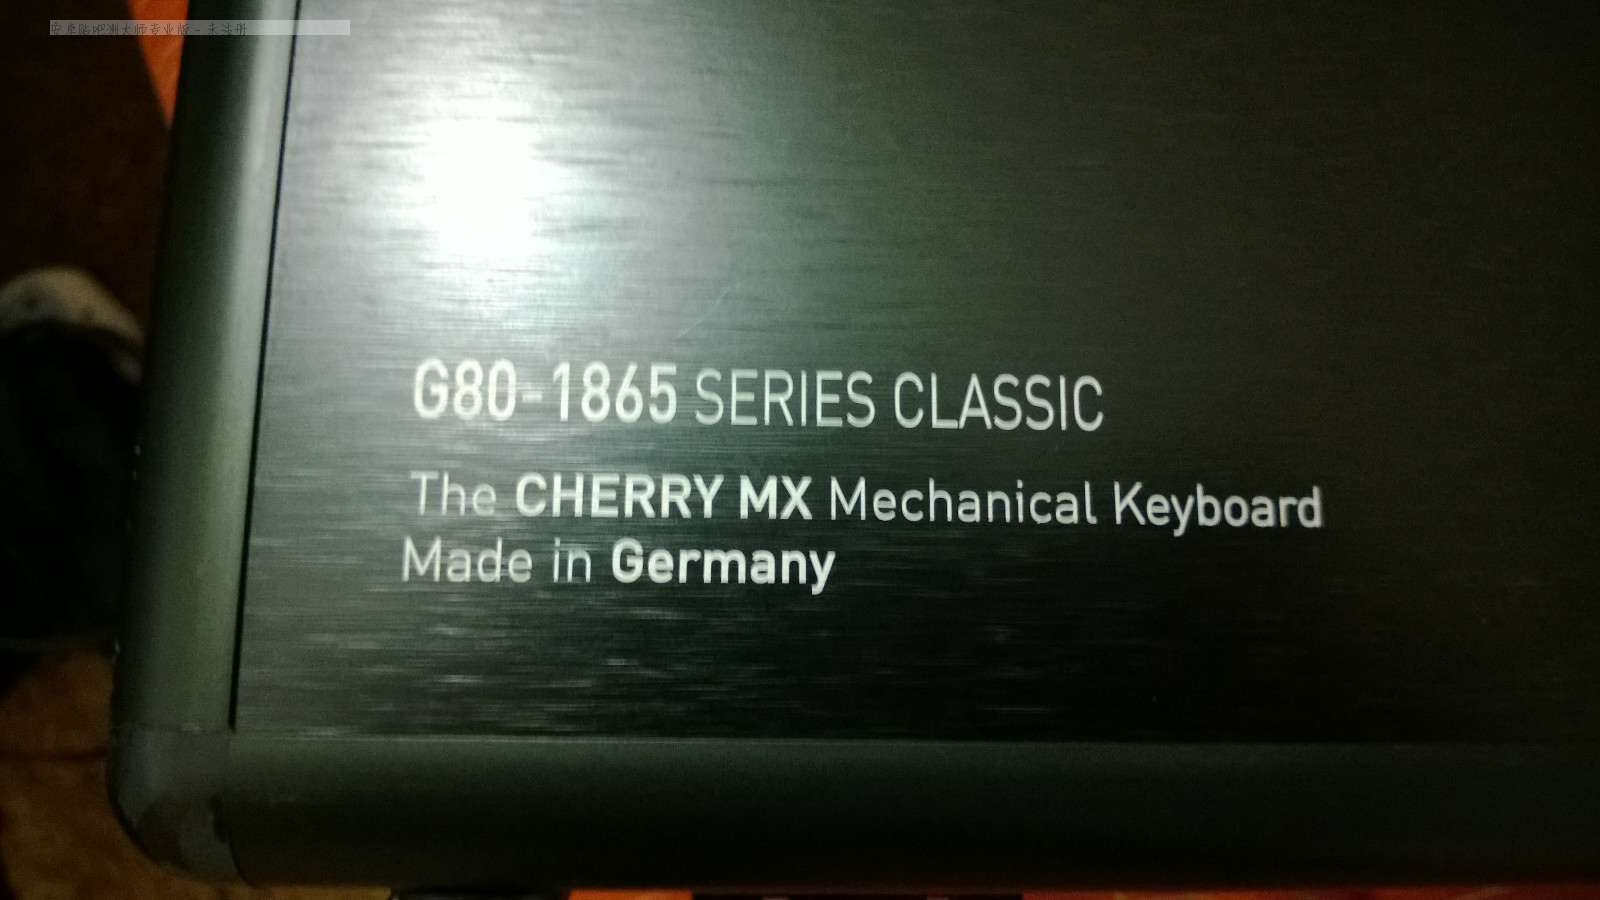 G80-1865 SERIES CLASSIC
The CHERRY MX Mechanical Keyboard
Made in Germany